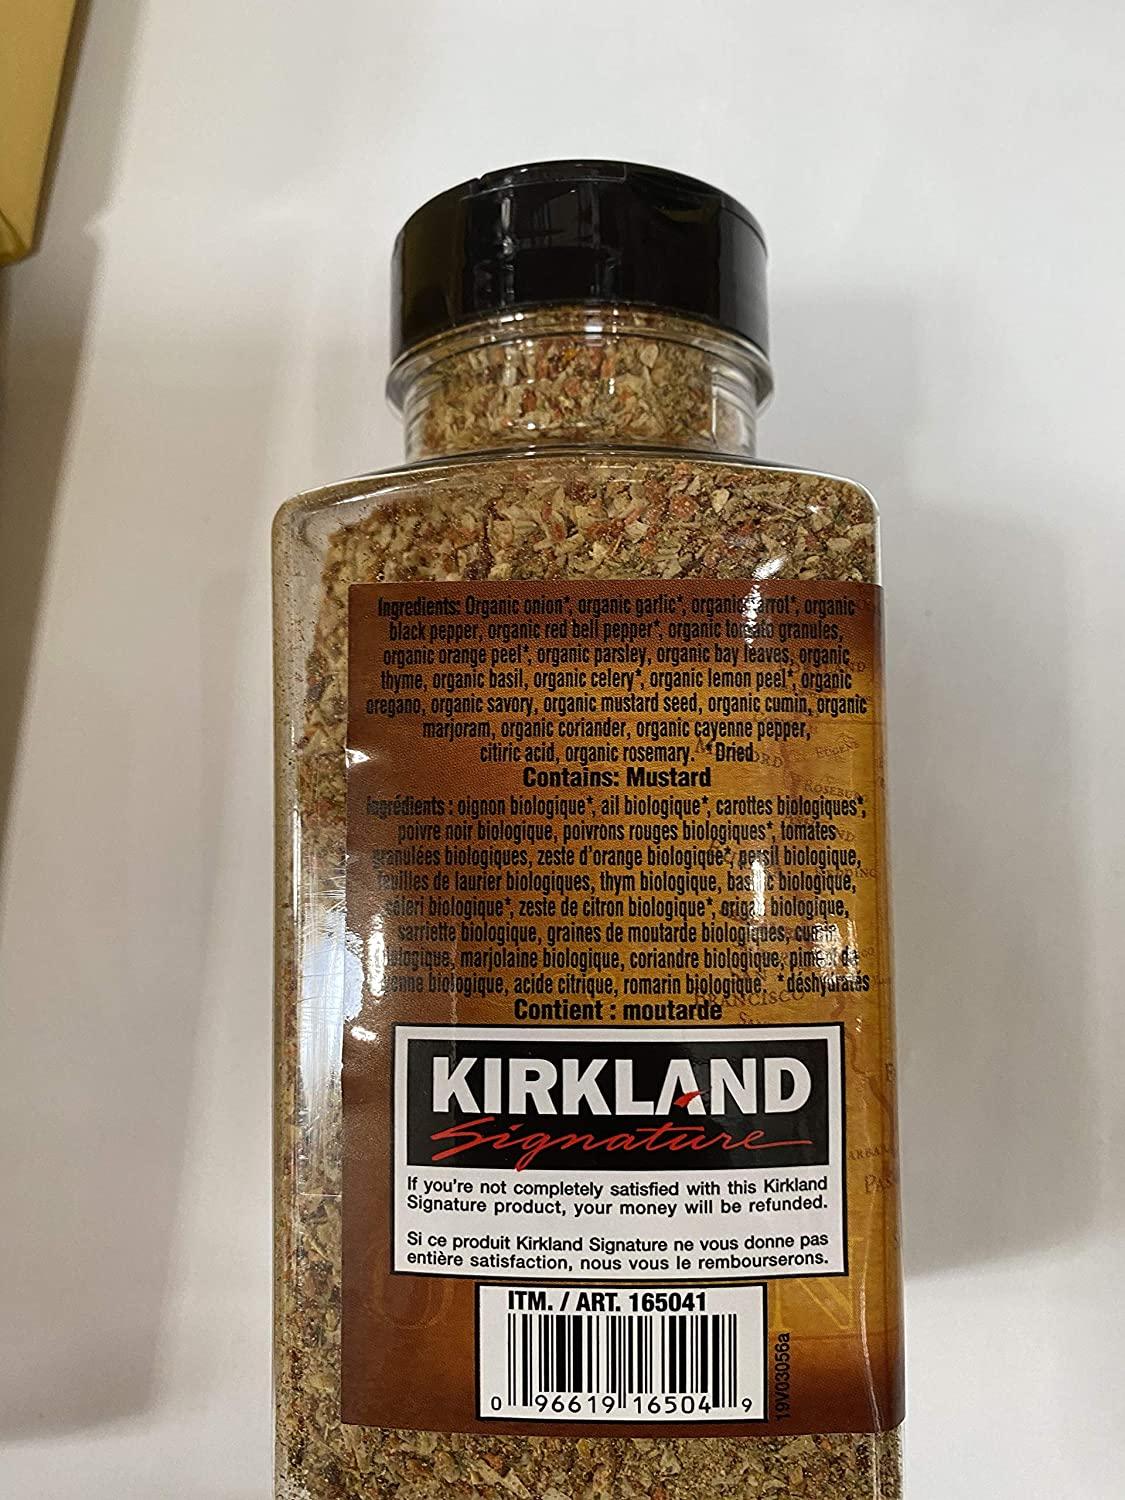 Ingredients: Organic onion*, organic garlic*, organic carrot*, organic
black pepper, organic red bell pepper*, organic tomato granules,
organic orange peel*, organic parsley, organic bay leaves, organic
thyme, organic basil, organic celery*, organic lemon peel*, organic
oregano, organic savory, organic mustard seed, organic cumin, organic
marjoram, organic coriander, organic cayenne pepper,
citiric acid, organic rosemary. *Dried
Contains: Mustard
Ingrédients : oignon biologique*, ail biologique*, carottes biologiques*,
poivre noir biologique, poivrons rouges biologiques*, tomates
granulées biologiques, zeste d'orange biologique*, persil biologique,
feuilles de laurier biologiques, thym biologique, basilic biologique,
céleri biologique*, zeste de citron biologique*, origan biologique,
sarriette biologique, graines de moutarde biologiques, cumin
biologique, marjolaine biologique, coriandre biologique, piment de
cayenne biologique, acide citrique, romarin biologique. *déshydratés
Contient : moutarde
EUGENE
FRANCISCO
KIRKLAND
Signature
If you're not completely satisfied with this Kirkland
Signature product, your money will be refunded.
Si ce produit Kirkland Signature ne vous donne pas
entière satisfaction, nous vous le rembourserons.
ITM. / ART. 165041
0 96619 16504 9
19V03056a